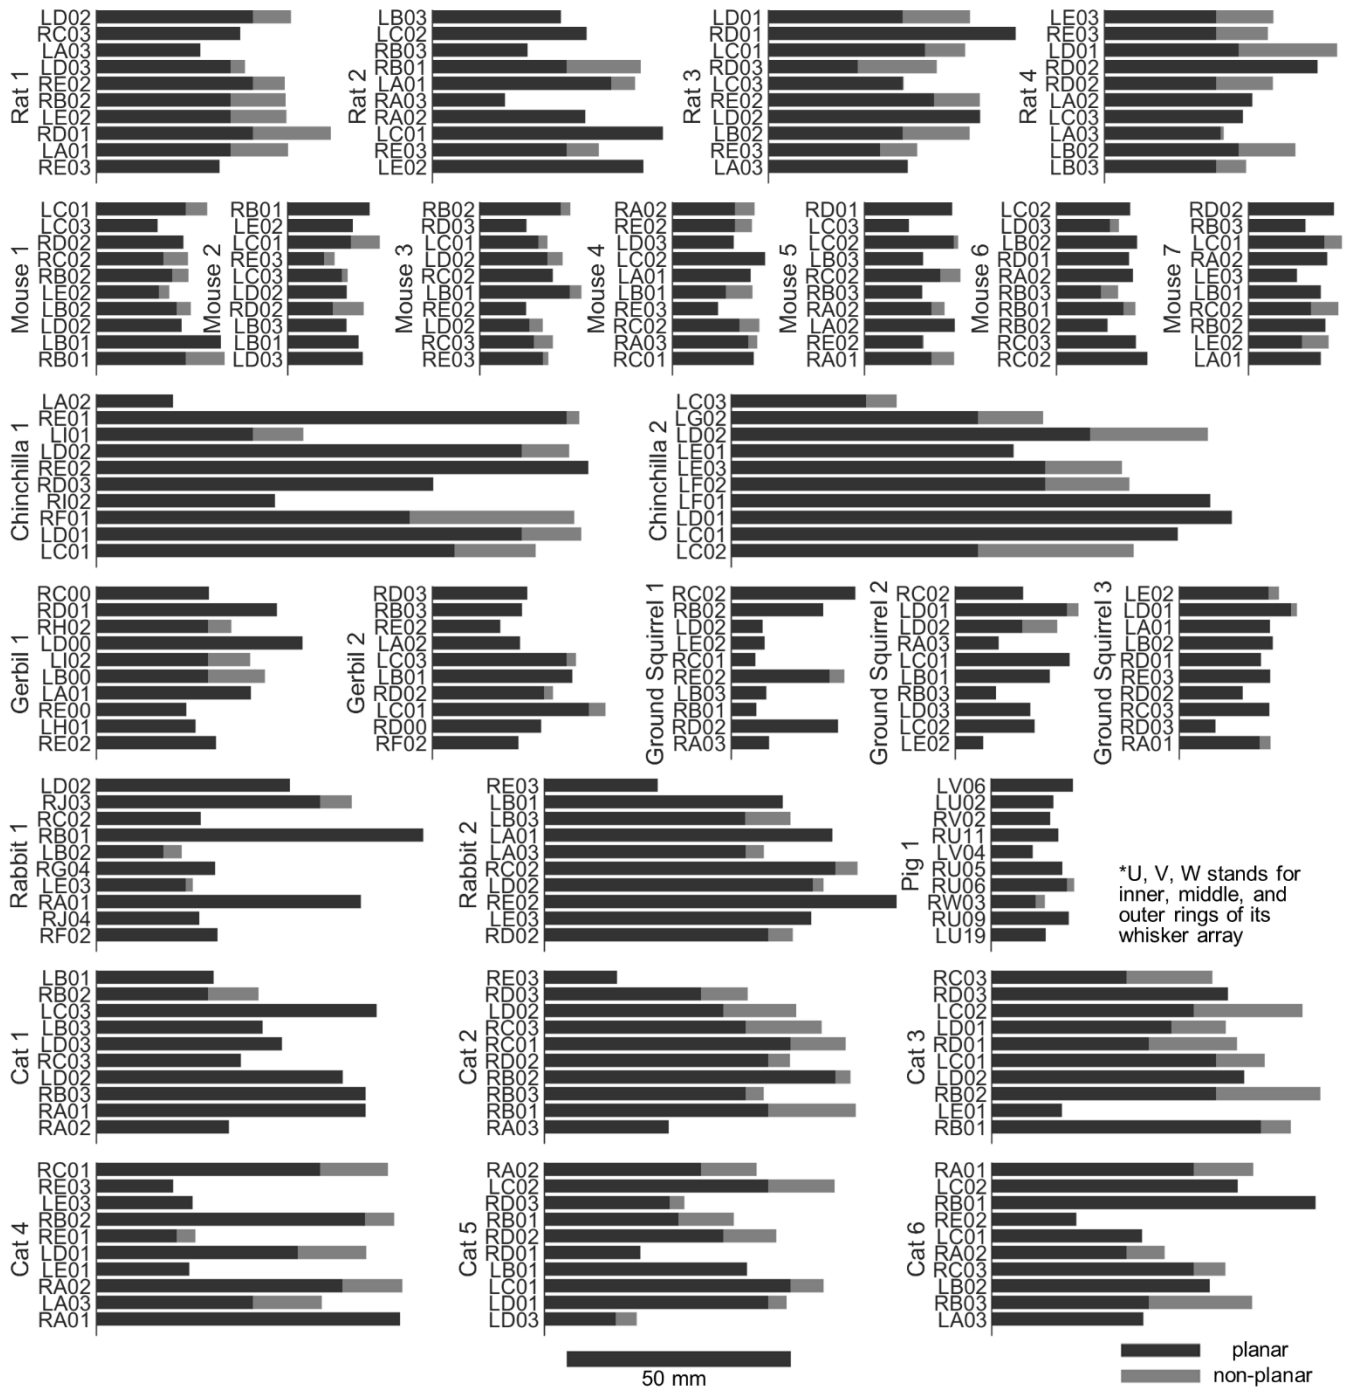 Rat 1
LD02
RC03
LA03
LD03
RE02
RB02
LE02
RD01
LA01
RE03
Rat 2
LB03
LC02
RB03
RB01
LA01
RA03
RA02
LC01
RE03
LE02
Rat 3
LD01
RD01
LC01
RD03
LC03
RE02
LD02
LB02
RE03
LA03
Rat 4
LE03
RE03
LD01
RD02
RD02
LA02
LC03
LA03
LB02
LB03
Mouse 1
LC01
LC03
RD02
RC02
RB02
LE02
LB02
LD02
LB01
RB01
Mouse 2
RB01
LE02
LC01
RE03
LC03
LD02
RD02
LB03
LB01
LD03
Mouse 3
RB02
RD03
LC01
LD02
RC02
LB01
RE02
LD02
RC03
RE03
Mouse 4
RA02
RE02
LD03
LC02
LA01
LB01
RE03
RC02
RA03
RC01
Mouse 5
RD01
LC03
LC02
LB03
RC02
RB03
RA02
LA02
RE02
RA01
Mouse 6
LC02
LD03
LB02
RD01
RA02
RB03
RB01
RB02
RC03
RC02
Mouse 7
RD02
RB03
LC01
RA02
LE03
LB01
RC02
RB02
LE02
LA01
Chinchilla 1
LA02
RE01
LI01
LD02
RE02
RD03
RI02
RF01
LD01
LC01
Chinchilla 2
LC03
LG02
LD02
LE01
LE03
LF02
LF01
LD01
LC01
LC02
Gerbil 1
RC00
RD01
RH02
LD00
LI02
LB00
LA01
RE00
LH01
RE02
Gerbil 2
RD03
RB03
RE02
LA02
LC03
LB01
RD02
LC01
RD00
RF02
Ground Squirrel 1
RC02
RB02
LD02
LE02
RC01
RE02
LB03
RB01
RD02
RA03
Ground Squirrel 2
RC02
LD01
LD02
RA03
LC01
LB01
RB03
LD03
LC02
LE02
Ground Squirrel 3
LE02
LD01
LA01
LB02
RD01
RE03
RD02
RC03
RD03
RA01
Rabbit 1
LD02
RJ03
RC02
RB01
LB02
RG04
LE03
RA01
RJ04
RF02
Rabbit 2
RE03
LB01
LB03
LA01
LA03
RC02
LD02
RE02
LE03
RD02
Pig 1
LV06
LU02
RV02
RU11
LV04
RU05
RU06
RW03
RU09
LU19
*U, V, W stands for
inner, middle, and
outer rings of its
whisker array
Cat 1
LB01
RB02
LC03
LB03
LD03
RC03
LD02
RB03
RA01
RA02
Cat 2
RE03
RD03
LD02
RC03
RC01
RD02
RB02
RB03
RB01
RA03
Cat 3
RC03
RD03
LC02
LD01
RD01
LC01
LD02
RB02
LE01
RB01
Cat 4
RC01
RE03
LE03
RB02
RE01
LD01
LE01
RA02
LA03
RA01
Cat 5
RA02
LC02
RD03
RB01
RD02
RD01
LB01
LC01
LD01
LD03
Cat 6
RA01
LC02
RB01
RE02
LC01
RA02
RC03
LB02
RB03
LA03
50 mm
planar
non-planar